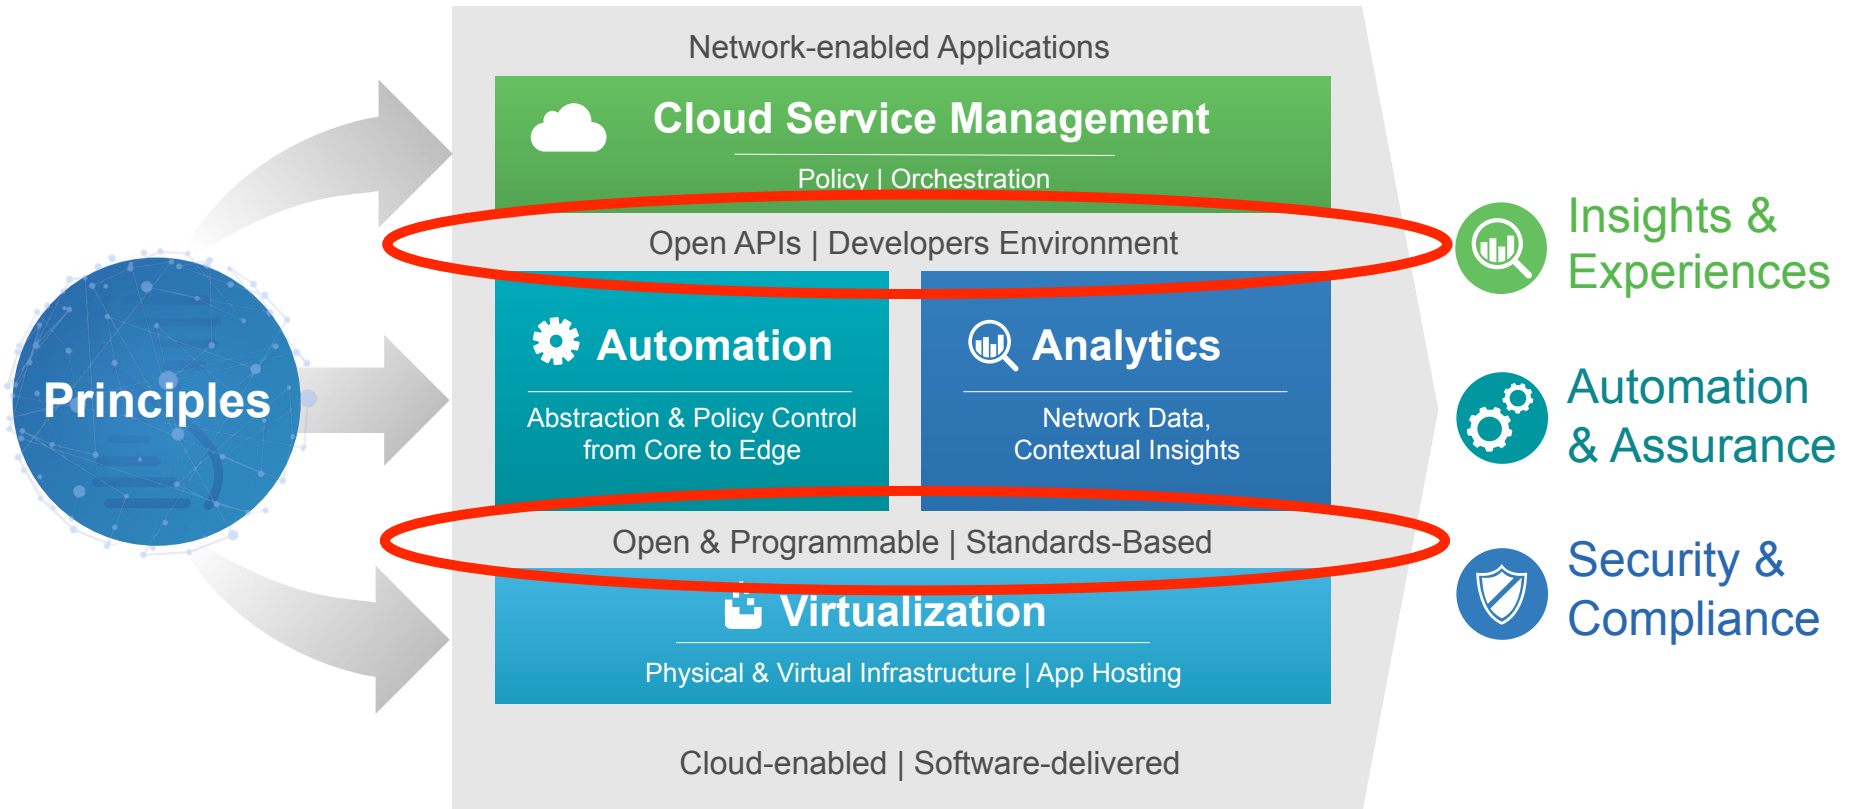 Network-enabled Applications
Cloud Service Management
Policy | Orchestration
Open APIs | Developers Environment
Principles
Automation
Abstraction & Policy Control
from Core to Edge
Analytics
Network Data,
Contextual Insights
Open & Programmable | Standards-Based
Virtualization
Physical & Virtual Infrastructure | App Hosting
Cloud-enabled | Software-delivered
Insights &
Experiences
Automation
& Assurance
Security &
Compliance